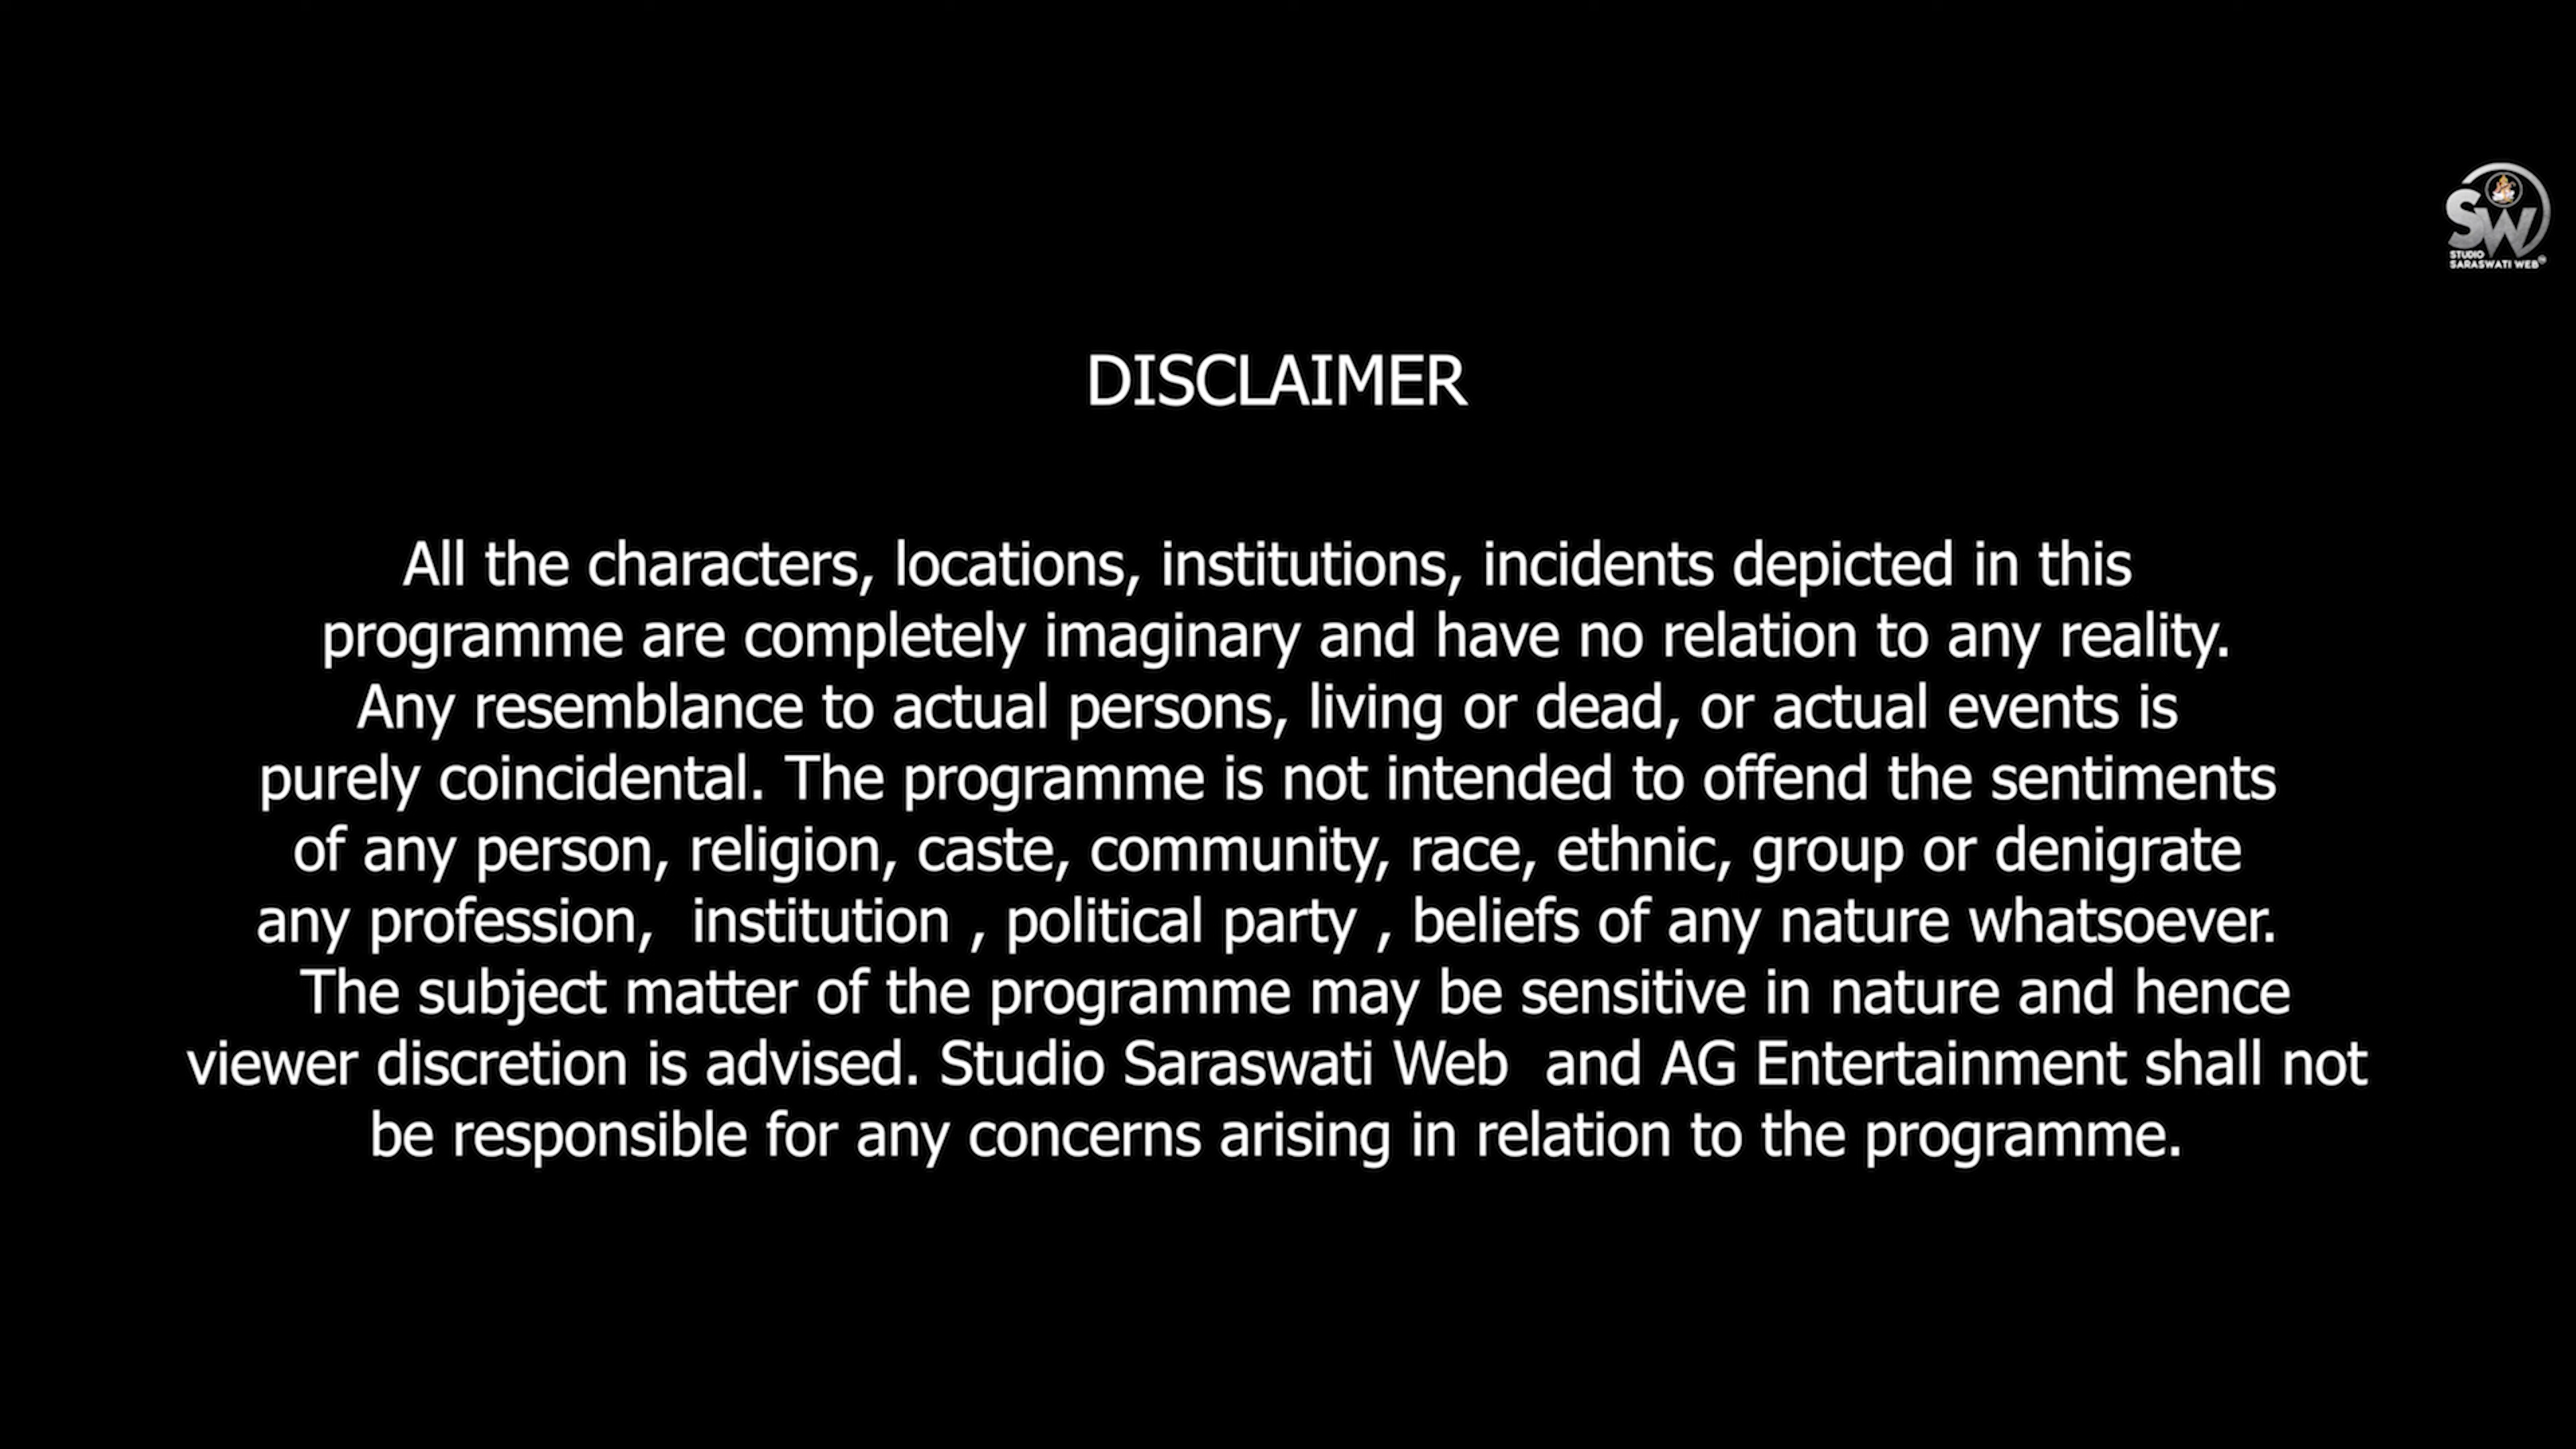 SW
STUDIO
SARASWATI WEB
DISCLAIMER
All the characters, locations, institutions, incidents depicted in this
programme are completely imaginary and have no relation to any reality.
Any resemblance to actual persons, living or dead, or actual events is
purely coincidental. The programme is not intended to offend the sentiments
of any person, religion, caste, community, race, ethnic, group or denigrate
any profession,  institution , political party , beliefs of any nature whatsoever.
The subject matter of the programme may be sensitive in nature and hence
viewer discretion is advised. Studio Saraswati Web  and AG Entertainment shall not
be responsible for any concerns arising in relation to the programme.